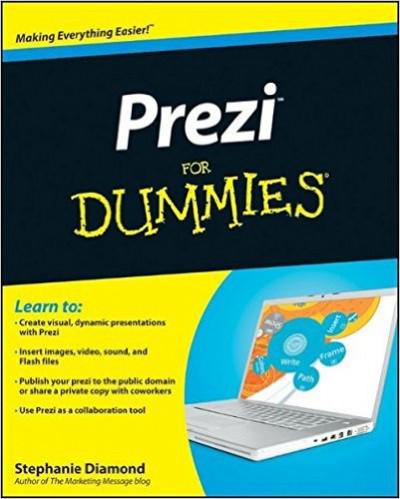 Making Everything Easier!™
Prezi™
FOR
DUMMIES®
Learn to:
• Create visual, dynamic presentations
with Prezi
• Insert images, video, sound, and
Flash files
• Publish your prezi to the public domain
or share a private copy with coworkers
• Use Prezi as a collaboration tool
Insert
Write
Frame
Path
Stephanie Diamond
Author of The Marketing Message blog